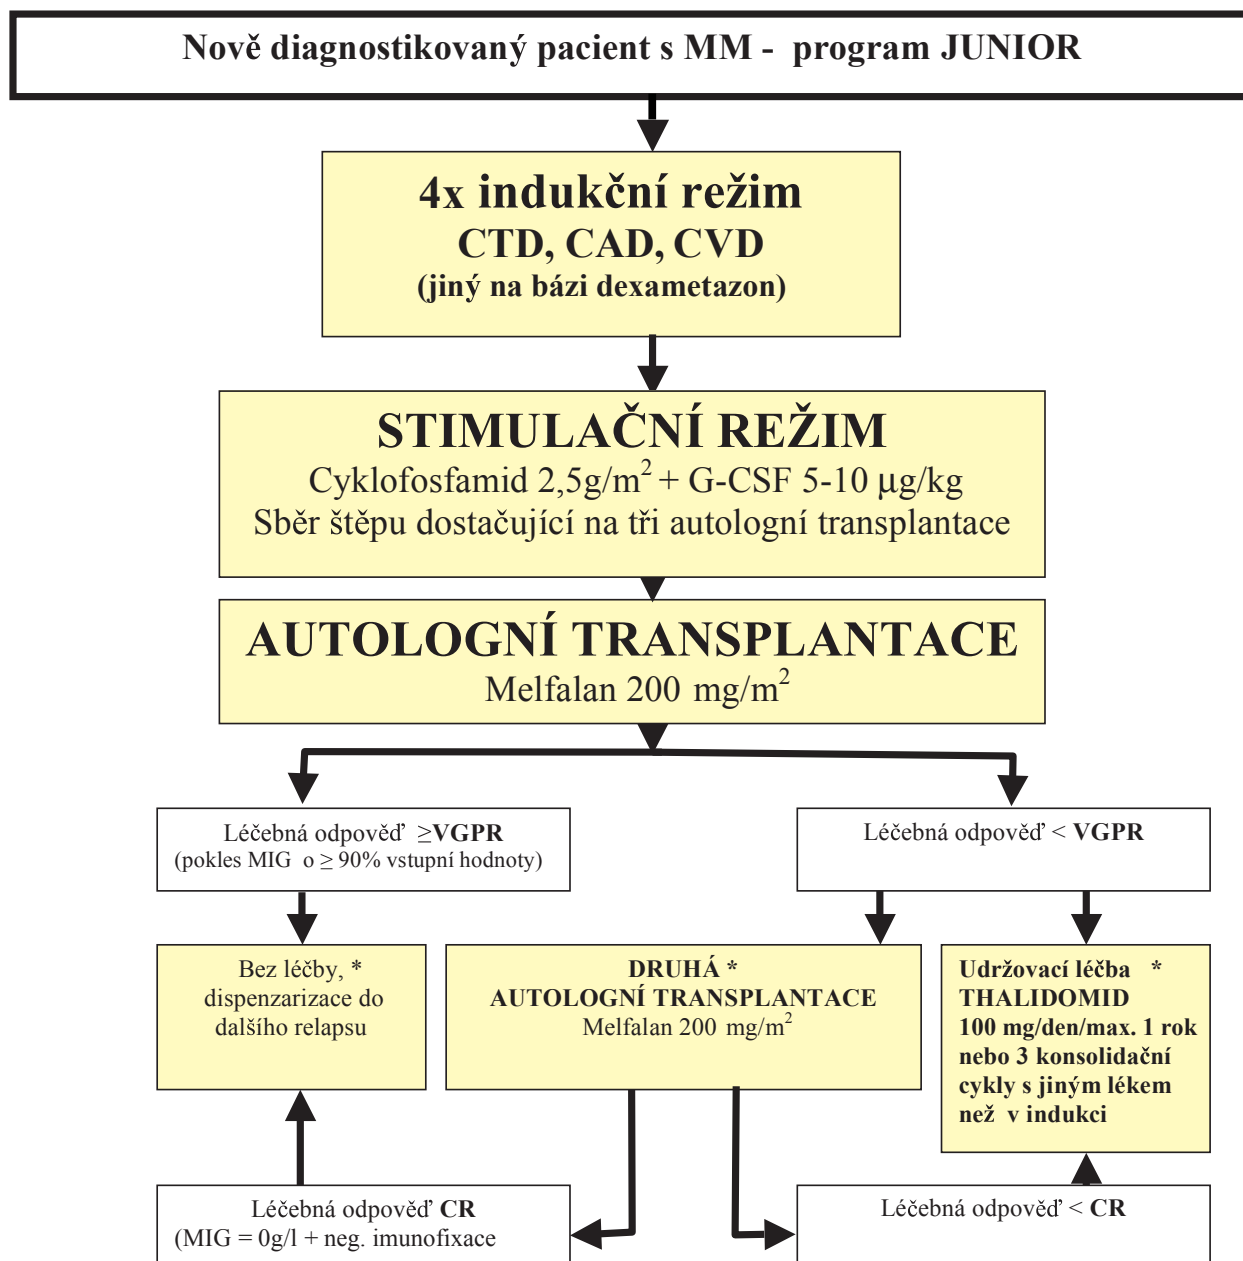 Nově diagnostikovaný pacient s MM - program JUNIOR
4x indukční režim
CTD, CAD, CVD
(jiný na bázi dexametazon)
STIMULAČNÍ REŽIM
Cyklofosfamid 2,5g/m² + G-CSF 5-10 μg/kg
Sběr štěpu dostačující na tři autologní transplantace
AUTOLOGNÍ TRANSPLANTACE
Melfalan 200 mg/m²
Léčebná odpověď ≥VGPR
(pokles MIG o ≥ 90% vstupní hodnoty)
Léčebná odpověď < VGPR
Bez léčby, *
dispenzarizace do
dalšího relapsu
DRUHÁ *
AUTOLOGNÍ TRANSPLANTACE
Melfalan 200 mg/m²
Udržovací léčba *
THALIDOMID
100 mg/den/max. 1 rok
nebo 3 konsolidační
cykly s jiným lékem
než v indukci
Léčebná odpověď CR
(MIG = 0g/l + neg. imunofixace
Léčebná odpověď < CR